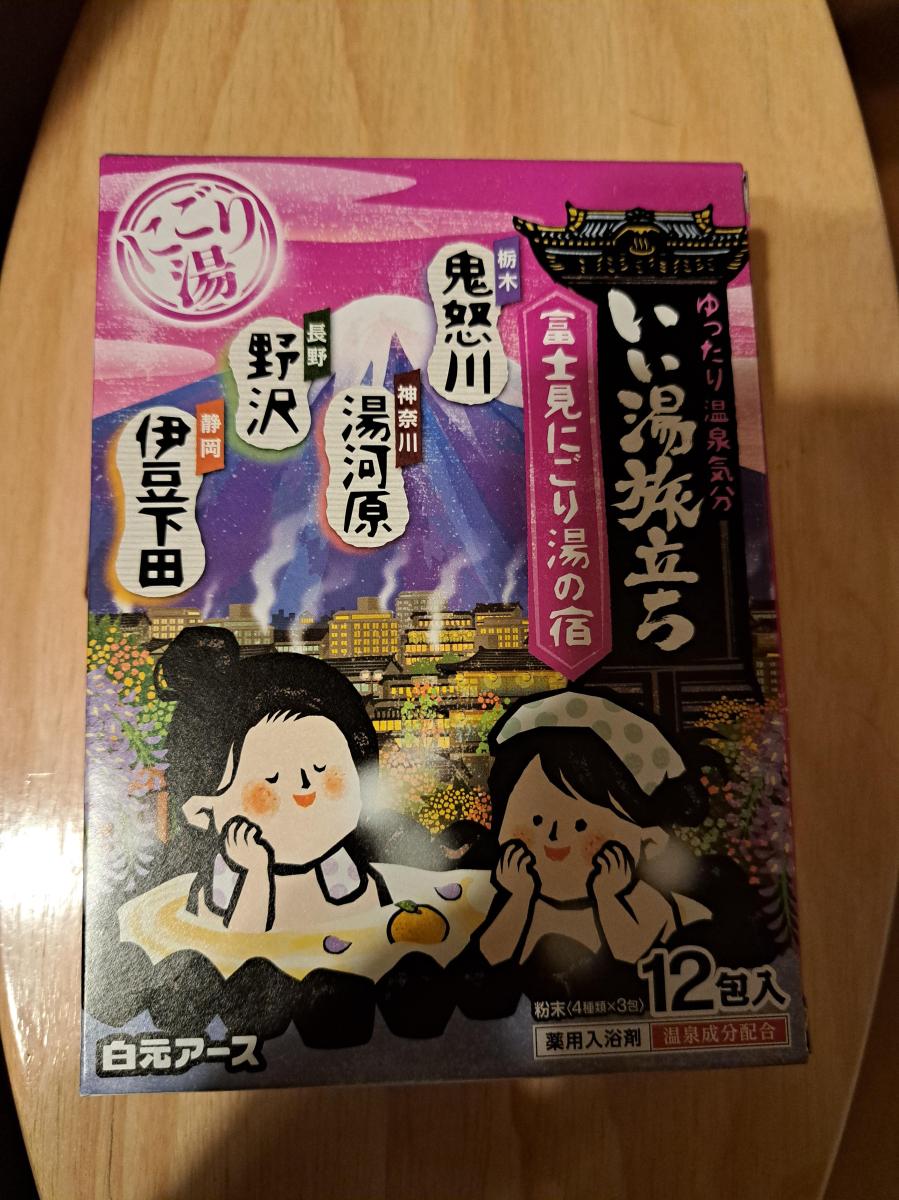 にごり
湯
ゆったり温泉気分
いい湯旅立ち
富士見にごり湯の宿
栃木
鬼怒川
神奈川
湯河原
長野
野沢
静岡
伊豆下田
12包入
粉末〈4種類×3包〉
薬用入浴剤 温泉成分配合
白元アース